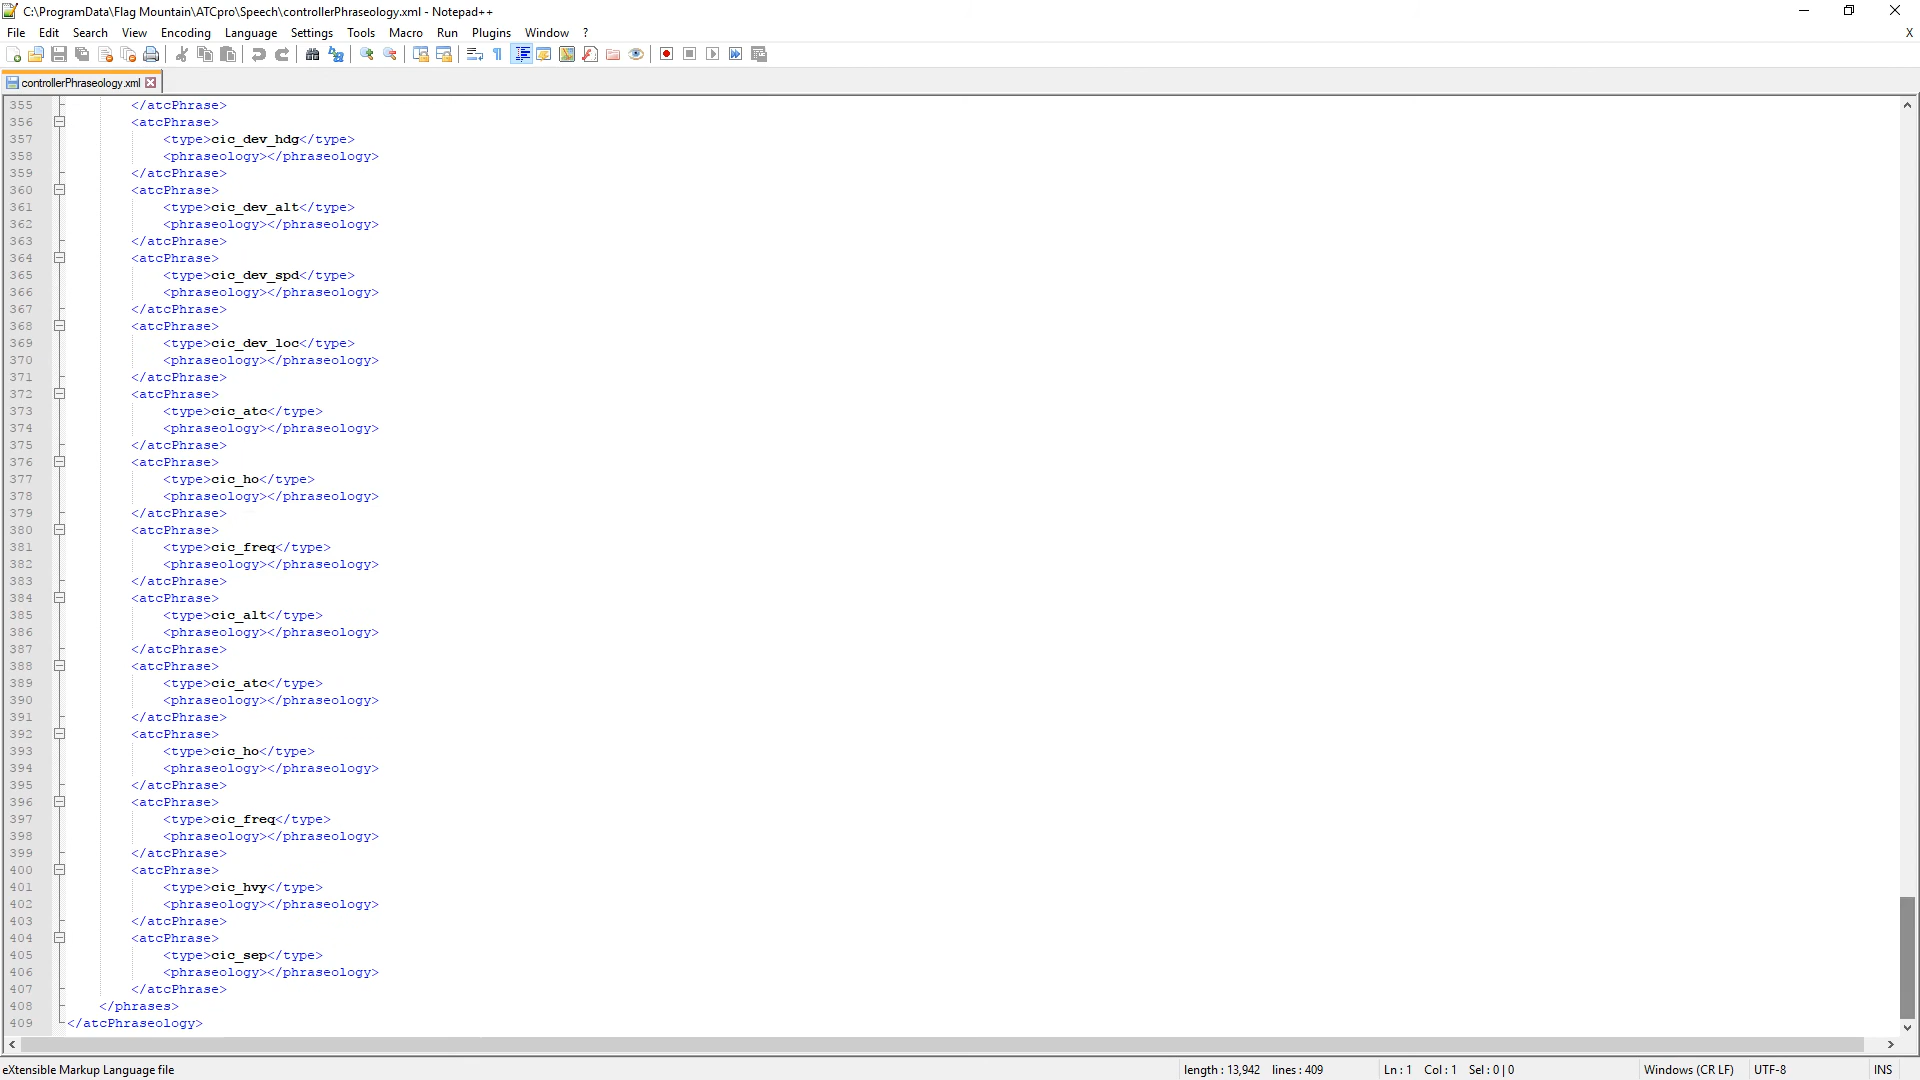 C:\ProgramData\Flag Mountain\ATCpro\Speech\controllerPhraseology.xml - Notepad++
File Edit Search View Encoding Language Settings Tools Macro Run Plugins Window ? X
controllerPhraseology.xml
355 </atcPhrase>
356 <atcPhrase>
357 <type>cic_dev_hdg</type>
358 <phraseology></phraseology>
359 </atcPhrase>
360 <atcPhrase>
361 <type>cic_dev_alt</type>
362 <phraseology></phraseology>
363 </atcPhrase>
364 <atcPhrase>
365 <type>cic_dev_spd</type>
366 <phraseology></phraseology>
367 </atcPhrase>
368 <atcPhrase>
369 <type>cic_dev_loc</type>
370 <phraseology></phraseology>
371 </atcPhrase>
372 <atcPhrase>
373 <type>cic_atc</type>
374 <phraseology></phraseology>
375 </atcPhrase>
376 <atcPhrase>
377 <type>cic_ho</type>
378 <phraseology></phraseology>
379 </atcPhrase>
380 <atcPhrase>
381 <type>cic_freq</type>
382 <phraseology></phraseology>
383 </atcPhrase>
384 <atcPhrase>
385 <type>cic_alt</type>
386 <phraseology></phraseology>
387 </atcPhrase>
388 <atcPhrase>
389 <type>cic_atc</type>
390 <phraseology></phraseology>
391 </atcPhrase>
392 <atcPhrase>
393 <type>cic_ho</type>
394 <phraseology></phraseology>
395 </atcPhrase>
396 <atcPhrase>
397 <type>cic_freq</type>
398 <phraseology></phraseology>
399 </atcPhrase>
400 <atcPhrase>
401 <type>cic_hvy</type>
402 <phraseology></phraseology>
403 </atcPhrase>
404 <atcPhrase>
405 <type>cic_sep</type>
406 <phraseology></phraseology>
407 </atcPhrase>
408 </phrases>
409 </atcPhraseology>
eXtensible Markup Language file length : 13,942 lines : 409 Ln : 1 Col : 1 Sel : 0 | 0 Windows (CR LF) UTF-8 INS